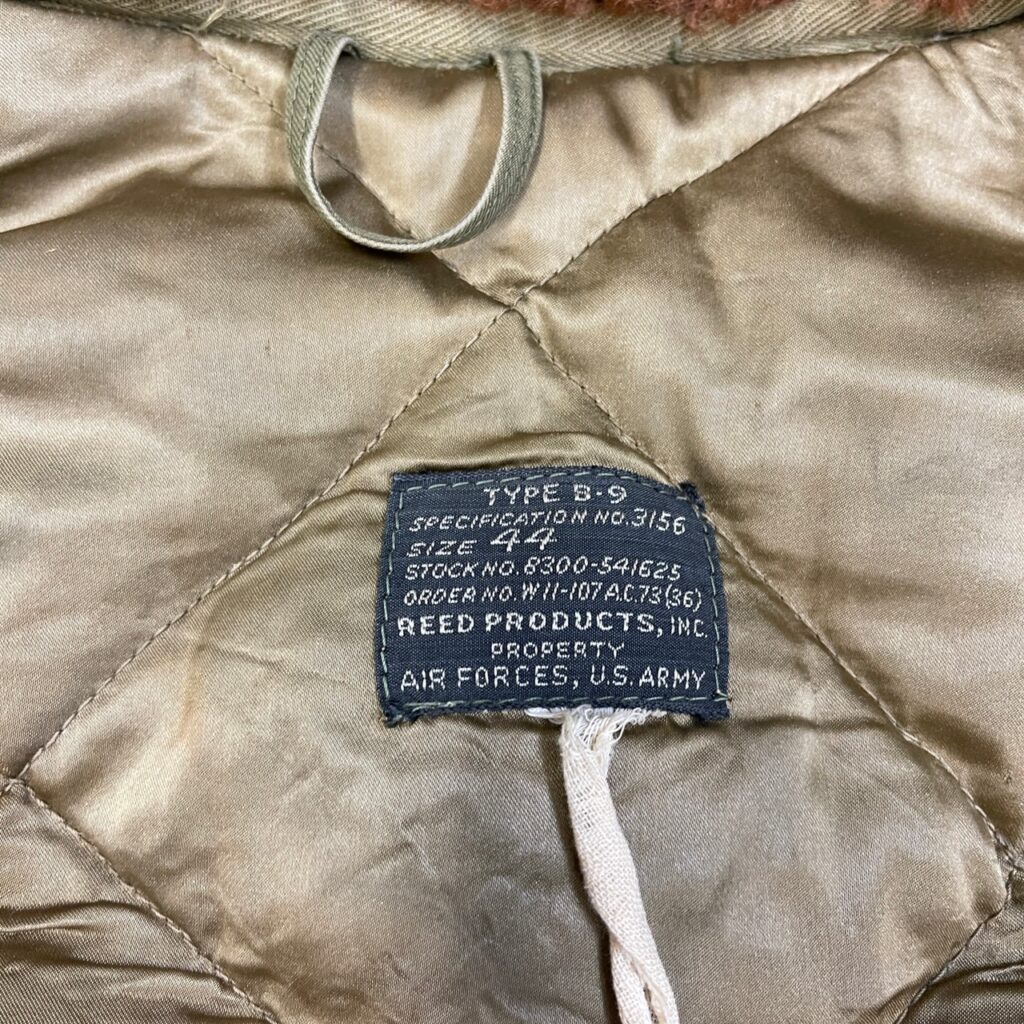 TYPE B-9
SPECIFICATION NO.3156
SIZE 44
STOCK NO. 8300-541625
ORDER NO. W11-107 A.C.73(36)
REED PRODUCTS, INC.
PROPERTY
AIR FORCES, U.S. ARMY